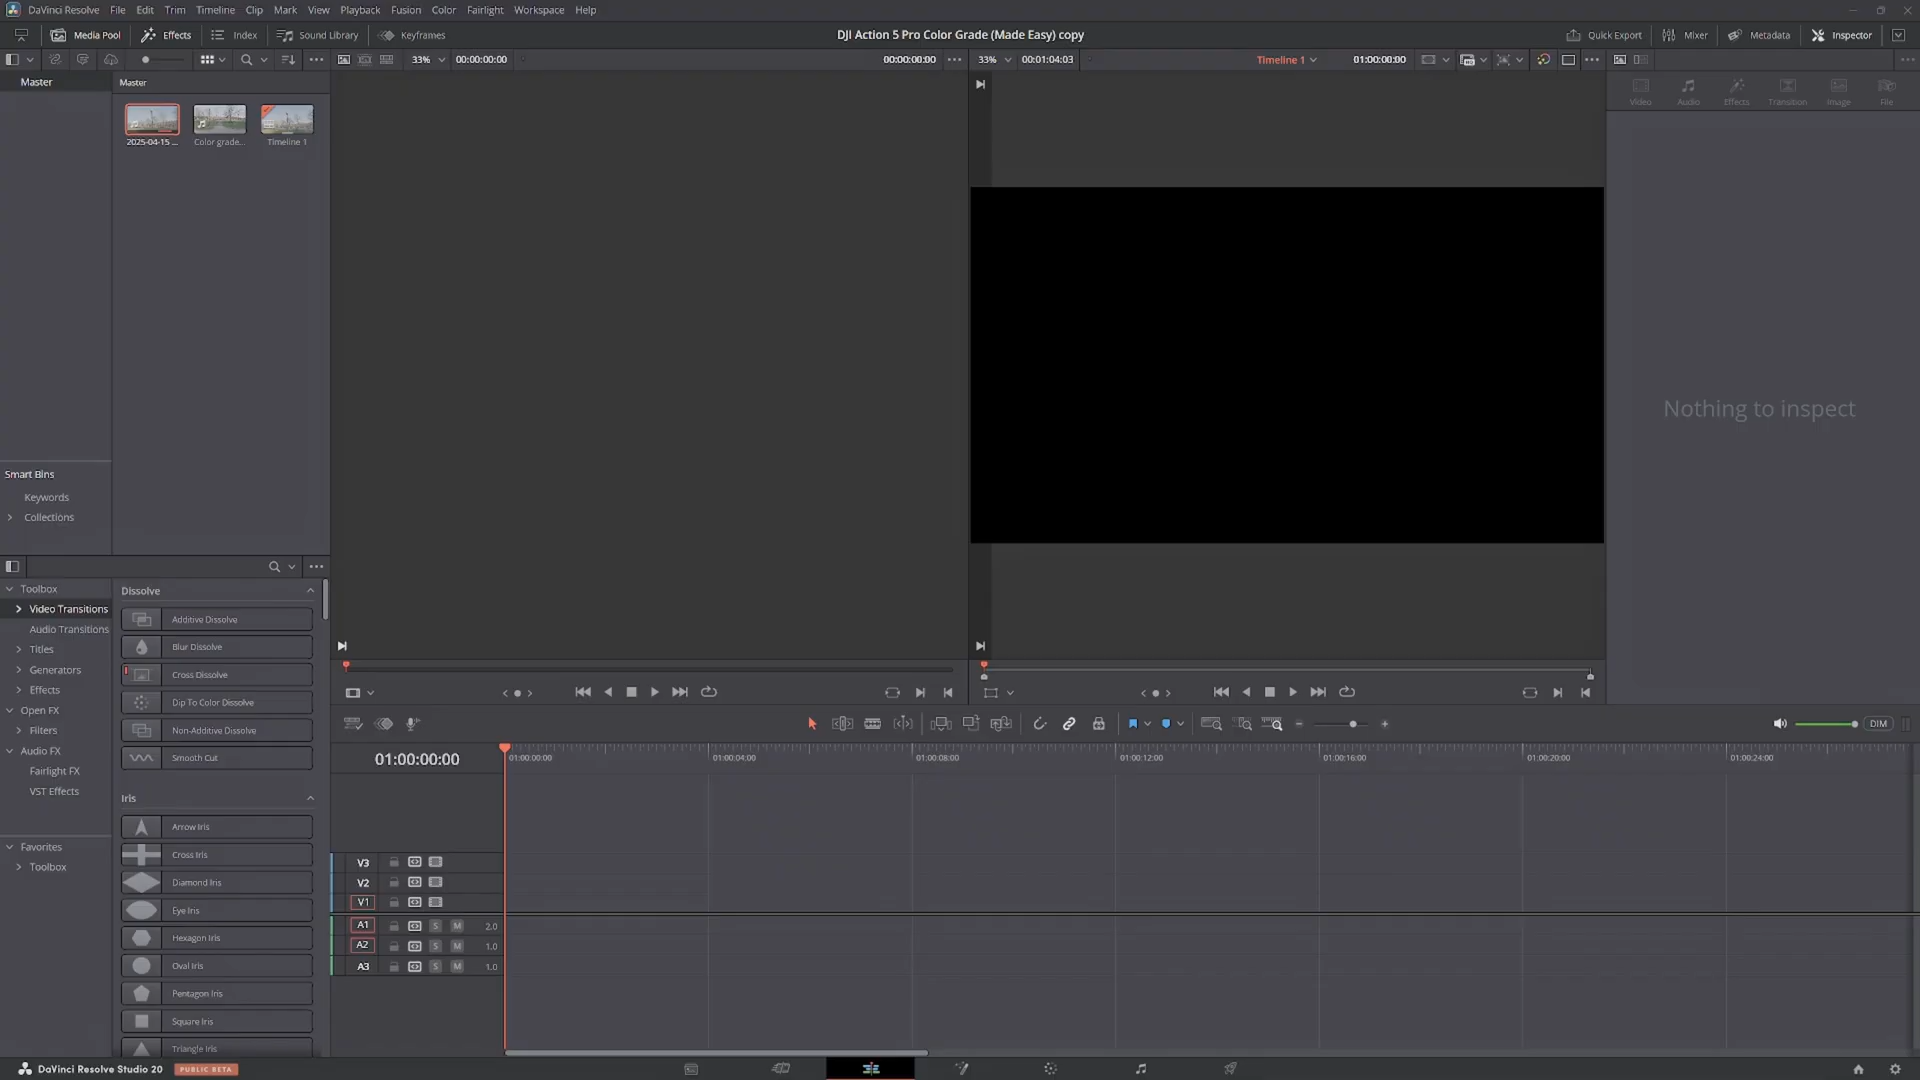 DaVinci Resolve File Edit Trim Timeline Clip Mark View Playback Fusion Color Fairlight Workspace Help
Media Pool Effects Index Sound Library Keyframes
DJI Action 5 Pro Color Grade (Made Easy) copy
Quick Export Mixer Metadata Inspector
33% 00:00:00:00 00:00:00:00
33% 00:01:04:03 Timeline 1 01:00:00:00
Master
Master
2025-04-15 ... Color grade... Timeline 1
Video Audio Effects Transition Image File
Nothing to inspect
Smart Bins
Keywords
Collections
Toolbox
Video Transitions
Audio Transitions
Titles
Generators
Effects
Open FX
Filters
Audio FX
Fairlight FX
VST Effects
Favorites
Toolbox
Dissolve
Additive Dissolve
Blur Dissolve
Cross Dissolve
Dip To Color Dissolve
Non-Additive Dissolve
Smooth Cut
Iris
Arrow Iris
Cross Iris
Diamond Iris
Eye Iris
Hexagon Iris
Oval Iris
Pentagon Iris
Square Iris
Triangle Iris
DIM
01:00:00:00
01:00:00:00 01:00:04:00 01:00:08:00 01:00:12:00 01:00:16:00 01:00:20:00 01:00:24:00
V3
V2
V1
A1 S M 2.0
A2 S M 1.0
A3 S M 1.0
DaVinci Resolve Studio 20 PUBLIC BETA